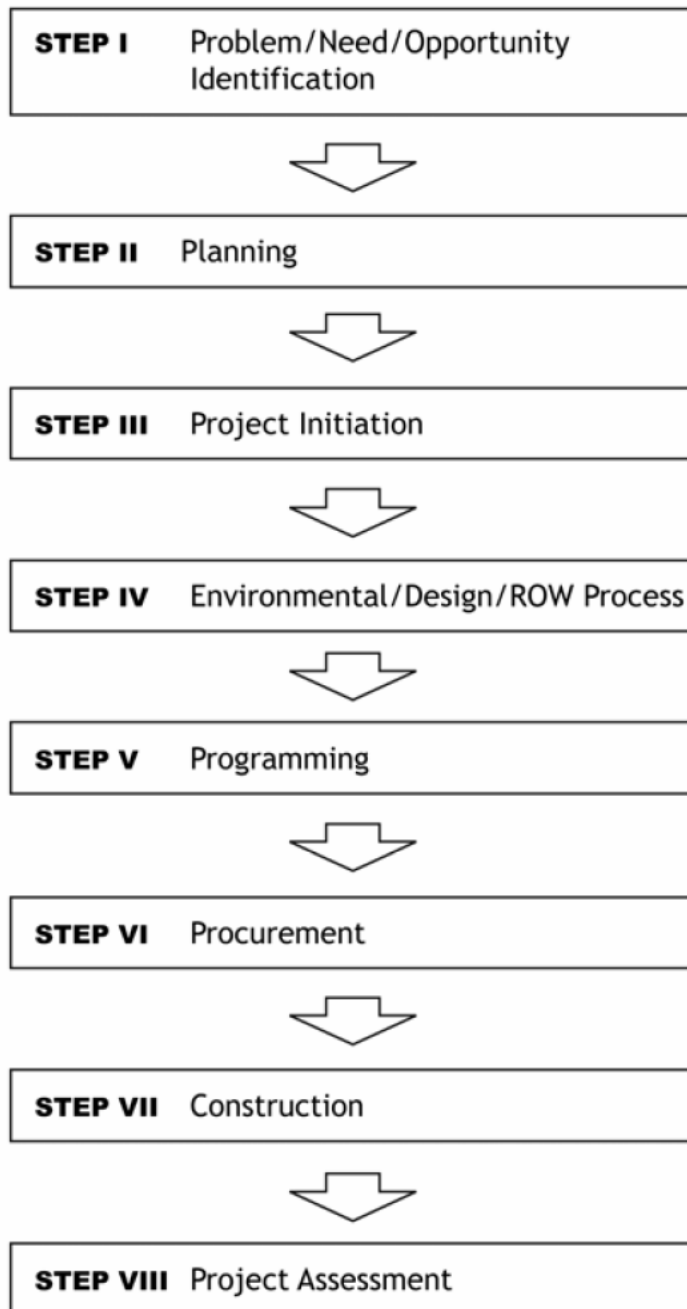 STEP I Problem/Need/Opportunity
Identification
STEP II Planning
STEP III Project Initiation
STEP IV Environmental/Design/ROW Process
STEP V Programming
STEP VI Procurement
STEP VII Construction
STEP VIII Project Assessment